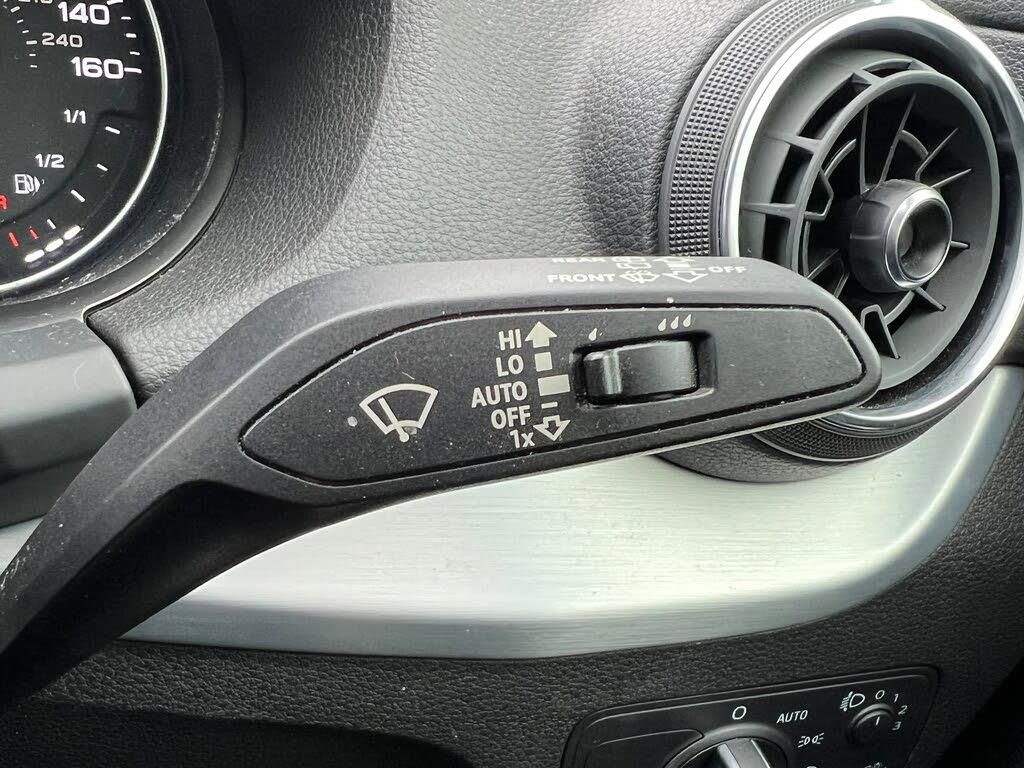 140
240
160
1/1
1/2
REAR
FRONT OFF
HI
LO
AUTO
OFF
1x
O AUTO
0 1
2
3